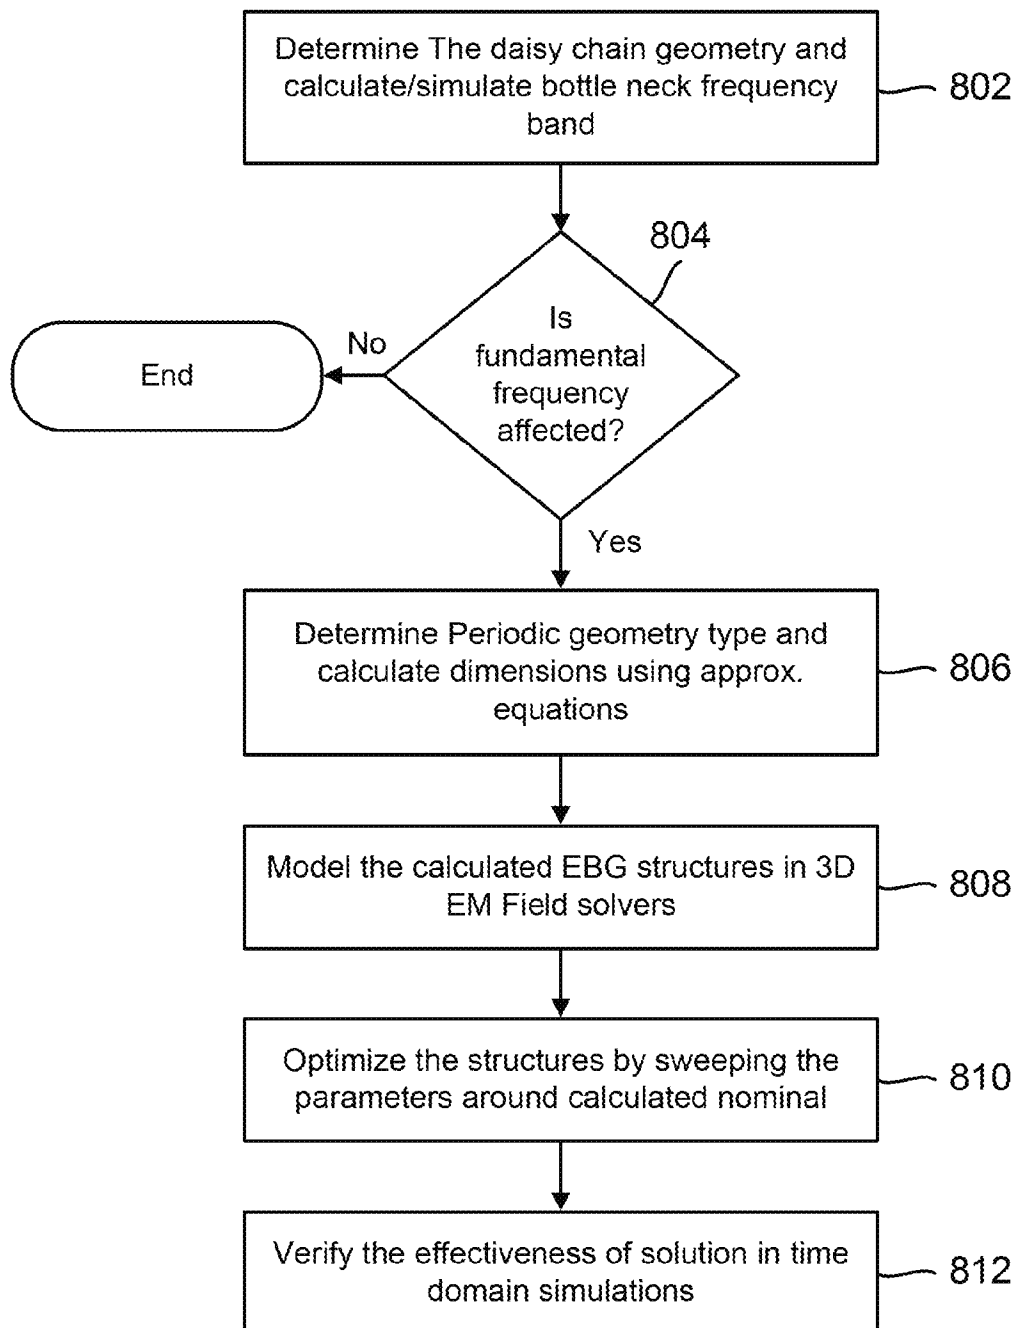 Determine The daisy chain geometry and
calculate/simulate bottle neck frequency
band
802
804
Is
fundamental
frequency
affected?
No
End
Yes
Determine Periodic geometry type and
calculate dimensions using approx.
equations
806
Model the calculated EBG structures in 3D
EM Field solvers
808
Optimize the structures by sweeping the
parameters around calculated nominal
810
Verify the effectiveness of solution in time
domain simulations
812